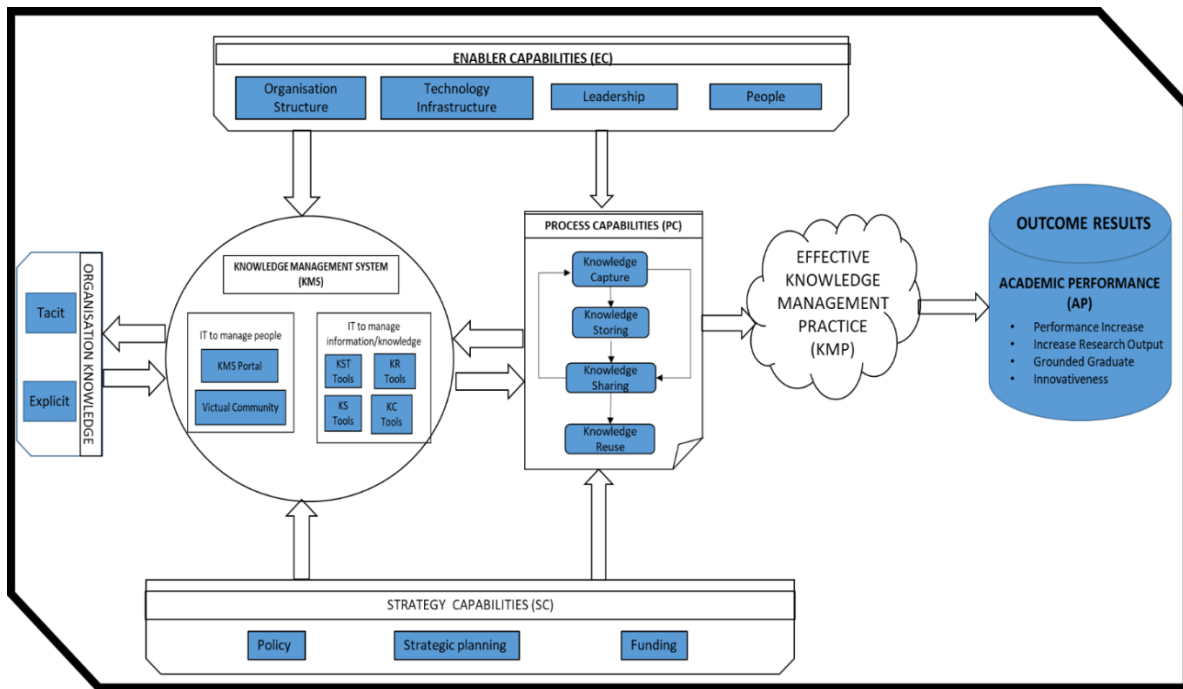 ENABLER CAPABILITIES (EC)
Organisation
Structure
Technology
Infrastructure
Leadership
People
ORGANISATION KNOWLEDGE
Tacit
Explicit
KNOWLEDGE MANAGEMENT SYSTEM
(KMS)
IT to manage people
KMS Portal
Victual Community
IT to manage
information/knowledge
KST
Tools
KR
Tools
KS
Tools
KC
Tools
PROCESS CAPABILITIES (PC)
Knowledge
Capture
Knowledge
Storing
Knowledge
Sharing
Knowledge
Reuse
EFFECTIVE
KNOWLEDGE
MANAGEMENT
PRACTICE (KMP)
OUTCOME RESULTS
ACADEMIC PERFORMANCE
(AP)
• Performance Increase
• Increase Research Output
• Grounded Graduate
• Innovativeness
STRATEGY CAPABILITIES (SC)
Policy
Strategic planning
Funding